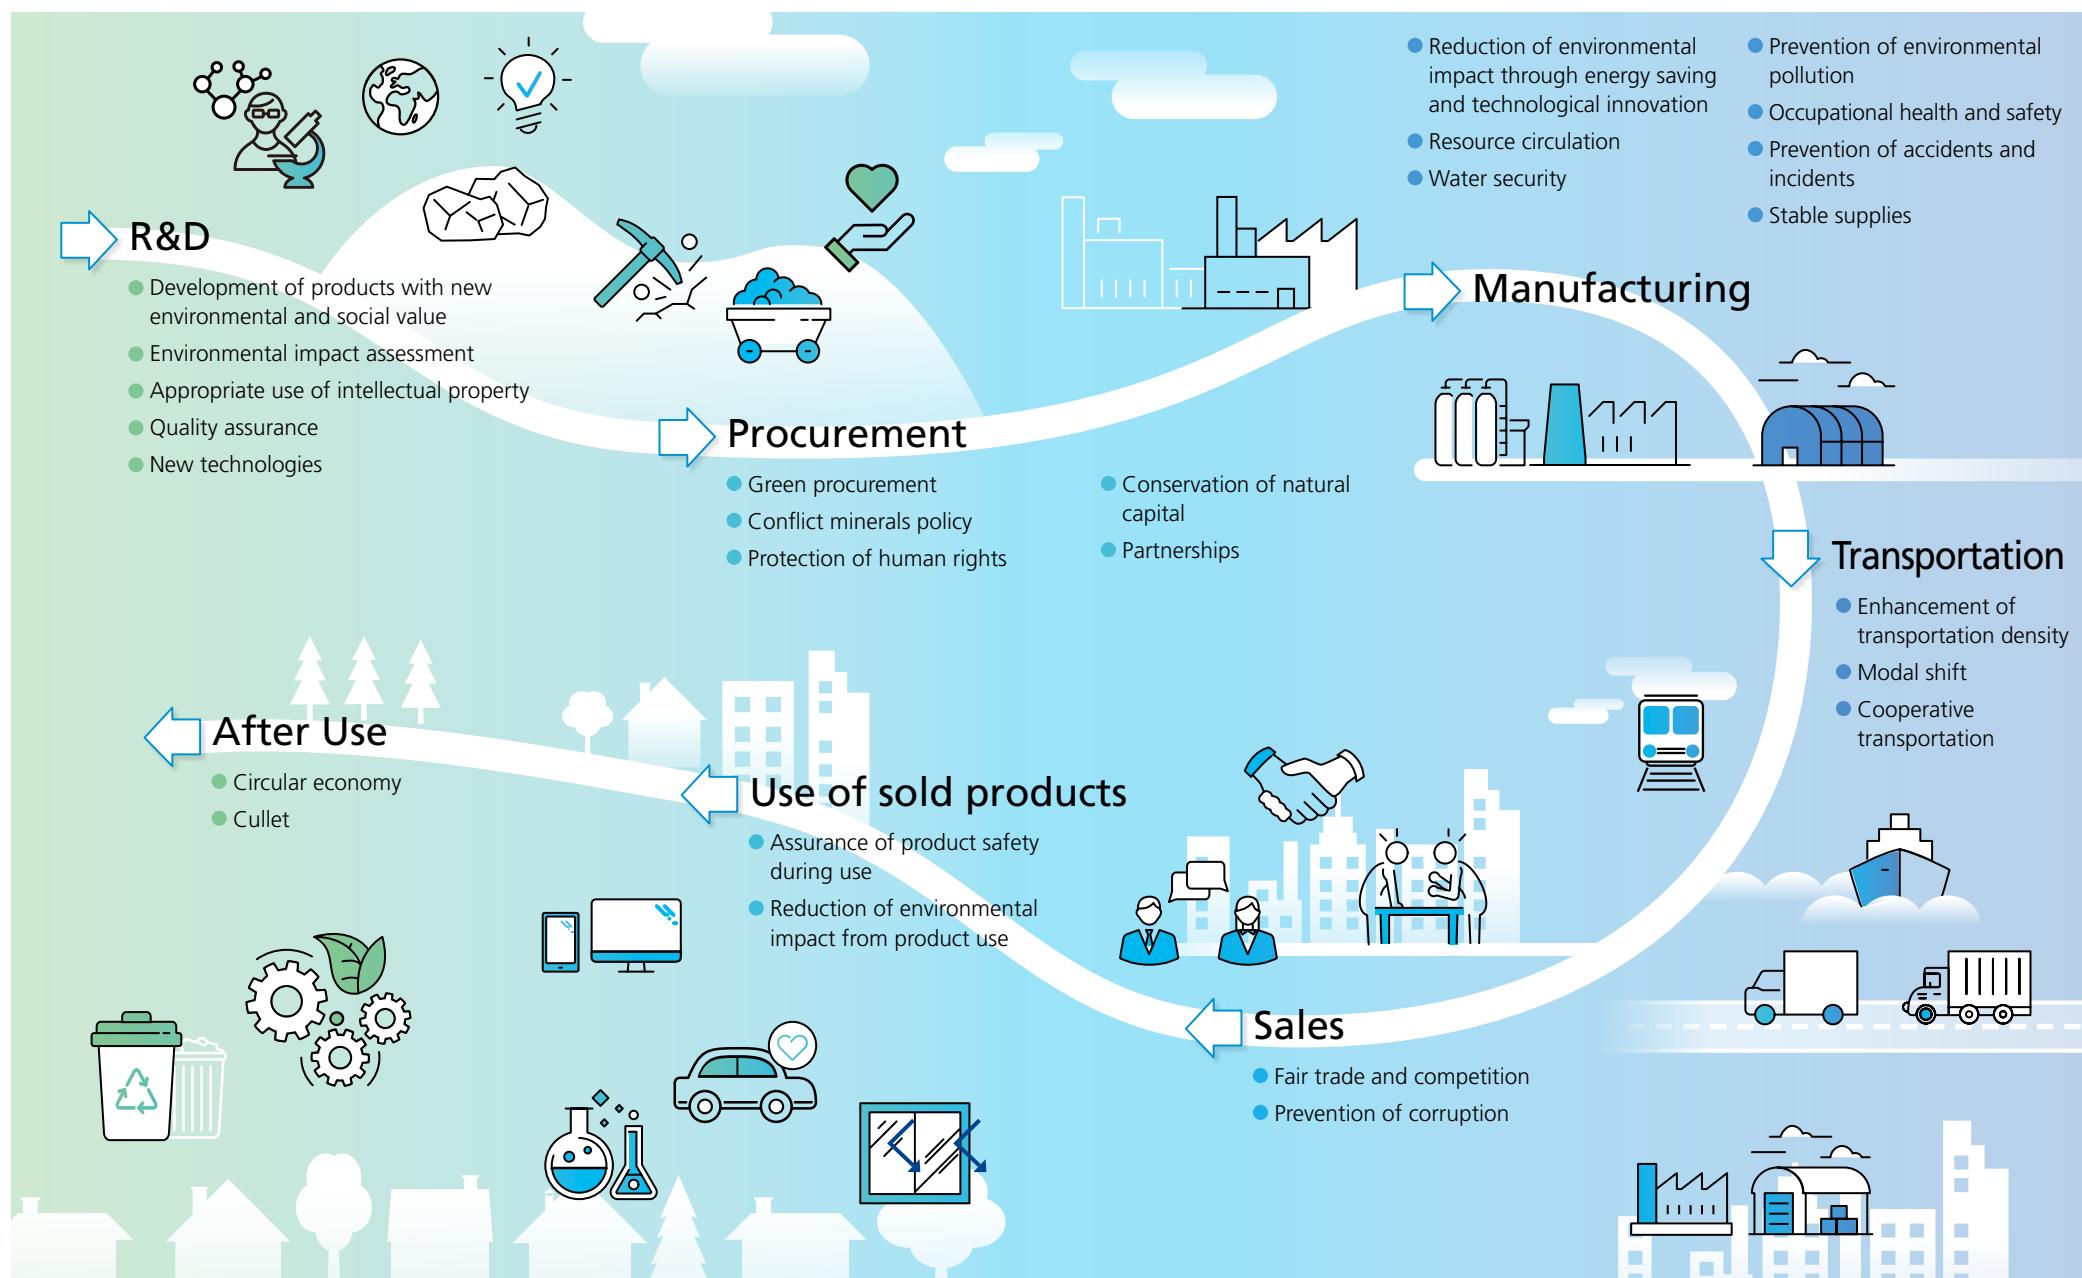 R&D
Development of products with new
environmental and social value
Environmental impact assessment
Appropriate use of intellectual property
Quality assurance
New technologies
Procurement
Green procurement
Conflict minerals policy
Protection of human rights
Conservation of natural
capital
Partnerships
Reduction of environmental
impact through energy saving
and technological innovation
Resource circulation
Water security
Prevention of environmental
pollution
Occupational health and safety
Prevention of accidents and
incidents
Stable supplies
Manufacturing
Transportation
Enhancement of
transportation density
Modal shift
Cooperative
transportation
Sales
Fair trade and competition
Prevention of corruption
Use of sold products
Assurance of product safety
during use
Reduction of environmental
impact from product use
After Use
Circular economy
Cullet